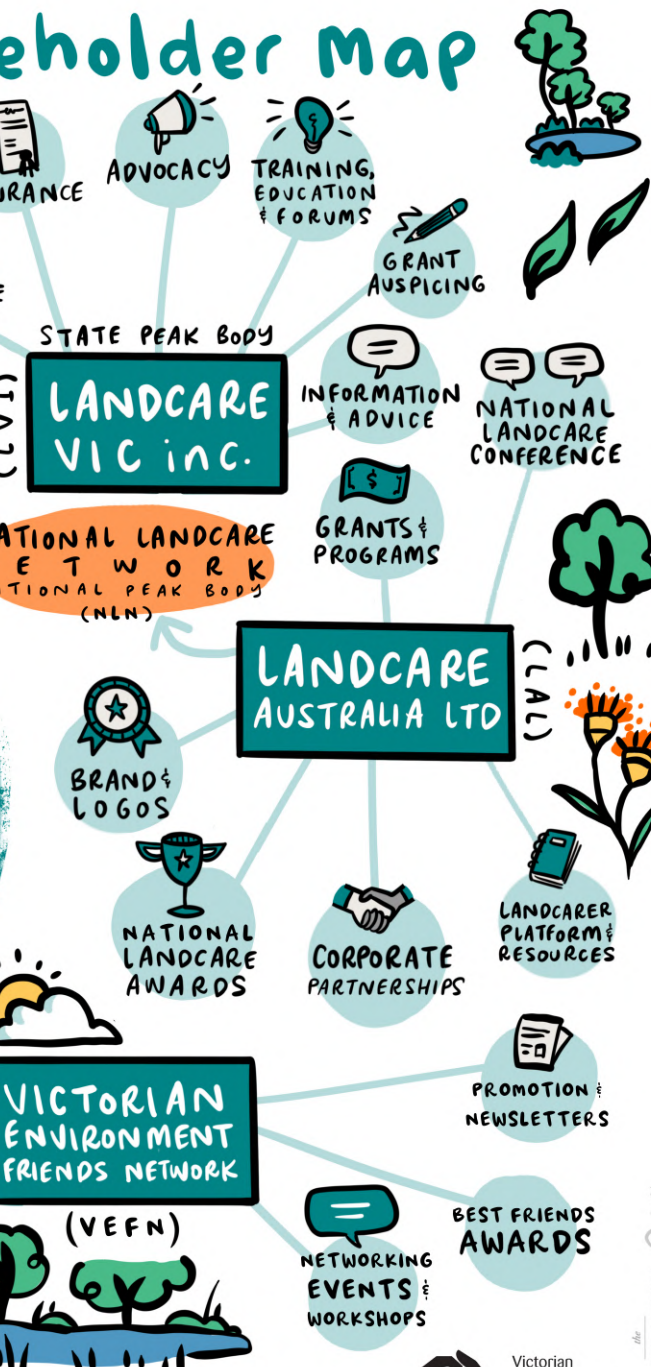 eholder Map
URANCE
ADVOCACY
TRAINING,
EDUCATION
& FORUMS
GRANT
AUSPICING
STATE PEAK BODY
LANDCARE
VIC inc.
(LVI)
INFORMATION
& ADVICE
NATIONAL
LANDCARE
CONFERENCE
GRANTS &
PROGRAMS
ATIONAL LANDCARE
E T W O R K
TIONAL PEAK BODY
(NLN)
LANDCARE
AUSTRALIA LTD
(LAL)
BRAND &
LOGOS
NATIONAL
LANDCARE
AWARDS
CORPORATE
PARTNERSHIPS
LANDCARER
PLATFORM &
RESOURCES
VICTORIAN
ENVIRONMENT
FRIENDS NETWORK
(VEFN)
PROMOTION &
NEWSLETTERS
BEST FRIENDS
AWARDS
NETWORKING
EVENTS &
WORKSHOPS
the
Victorian